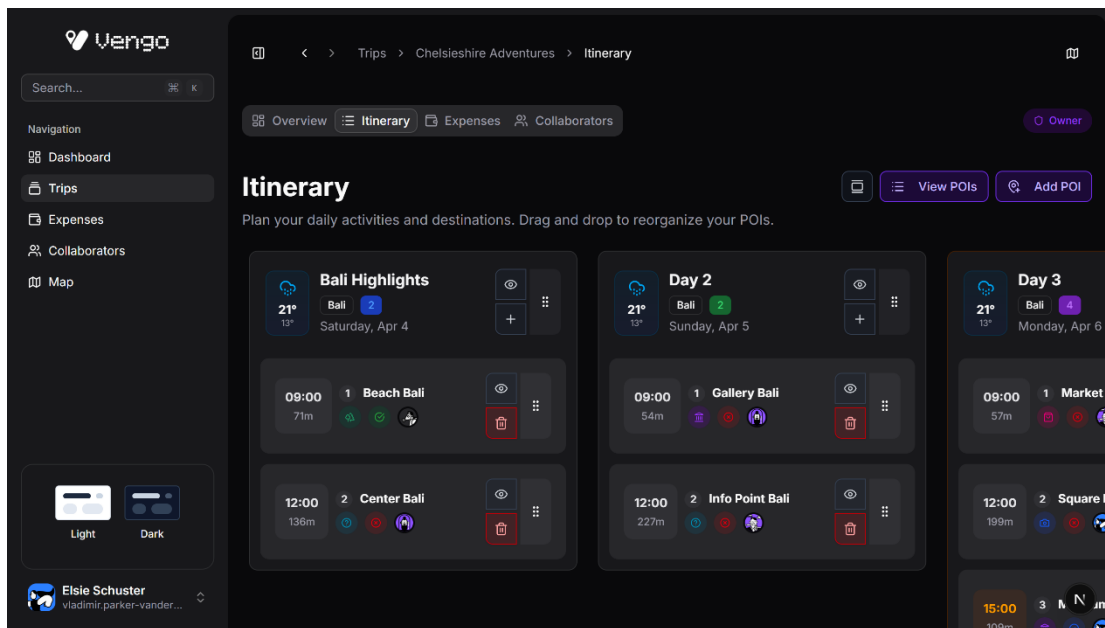 Vengo
Search... ⌘ K
Navigation
Dashboard
Trips
Expenses
Collaborators
Map
Light Dark
Elsie Schuster
vladimir.parker-vander...
Trips > Chelsieshire Adventures > Itinerary
Overview Itinerary Expenses Collaborators
Owner
Itinerary
View POIs Add POI
Plan your daily activities and destinations. Drag and drop to reorganize your POIs.
Bali Highlights
21° Bali 2
13° Saturday, Apr 4
09:00 1 Beach Bali
71m
12:00 2 Center Bali
136m
Day 2
21° Bali 2
13° Sunday, Apr 5
09:00 1 Gallery Bali
54m
12:00 2 Info Point Bali
227m
Day 3
21° Bali 4
13° Monday, Apr 6
09:00 1 Market
57m
12:00 2 Square
199m
15:00 3
109m
N